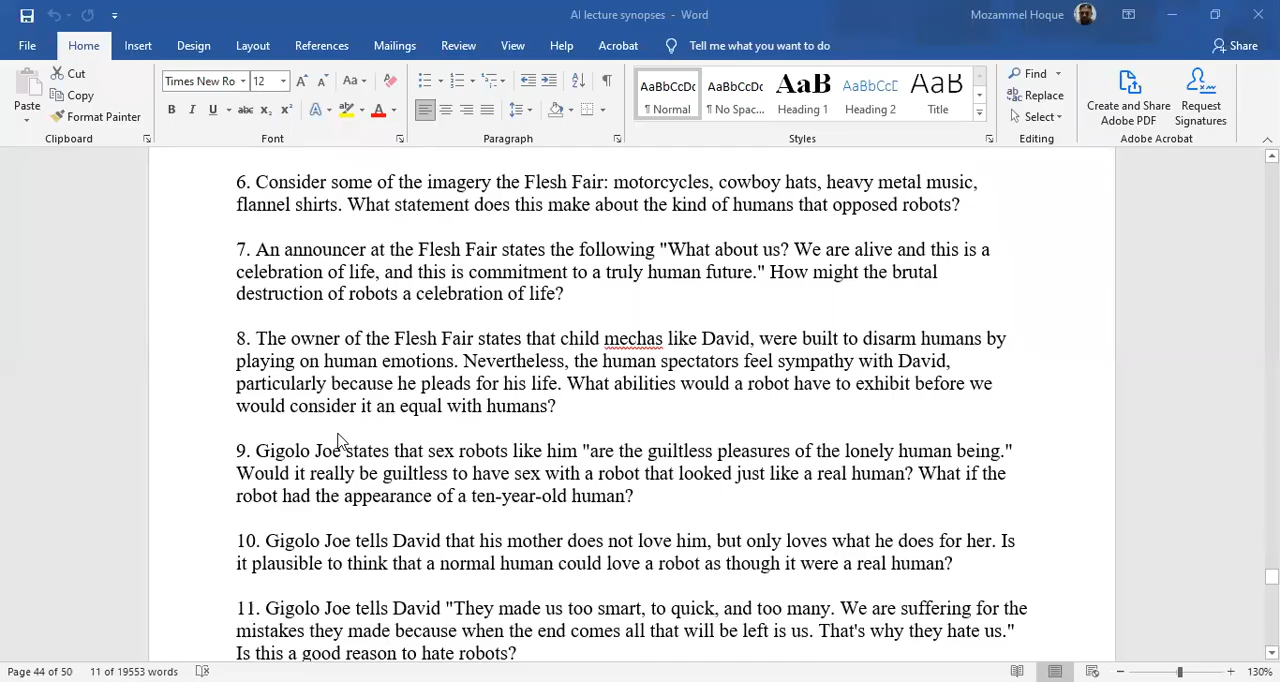 AI lecture synopses - Word
Mozammel Hoque
File Home Insert Design Layout References Mailings Review View Help Acrobat Tell me what you want to do Share
Paste
Cut
Copy
Format Painter
Clipboard
Times New Ro 12
B I U abc x₂ x²
Font
Paragraph
AaBbCcDc AaBbCcDc AaB AaBbCcC AaB
¶ Normal ¶ No Spac... Heading 1 Heading 2 Title
Styles
Find
Replace
Select
Editing
Create and Share Adobe PDF
Request Signatures
Adobe Acrobat
6. Consider some of the imagery the Flesh Fair: motorcycles, cowboy hats, heavy metal music,
flannel shirts. What statement does this make about the kind of humans that opposed robots?
7. An announcer at the Flesh Fair states the following "What about us? We are alive and this is a
celebration of life, and this is commitment to a truly human future." How might the brutal
destruction of robots a celebration of life?
8. The owner of the Flesh Fair states that child mechas like David, were built to disarm humans by
playing on human emotions. Nevertheless, the human spectators feel sympathy with David,
particularly because he pleads for his life. What abilities would a robot have to exhibit before we
would consider it an equal with humans?
9. Gigolo Joe states that sex robots like him "are the guiltless pleasures of the lonely human being."
Would it really be guiltless to have sex with a robot that looked just like a real human? What if the
robot had the appearance of a ten-year-old human?
10. Gigolo Joe tells David that his mother does not love him, but only loves what he does for her. Is
it plausible to think that a normal human could love a robot as though it were a real human?
11. Gigolo Joe tells David "They made us too smart, to quick, and too many. We are suffering for the
mistakes they made because when the end comes all that will be left is us. That's why they hate us."
Is this a good reason to hate robots?
Page 44 of 50 11 of 19553 words 130%